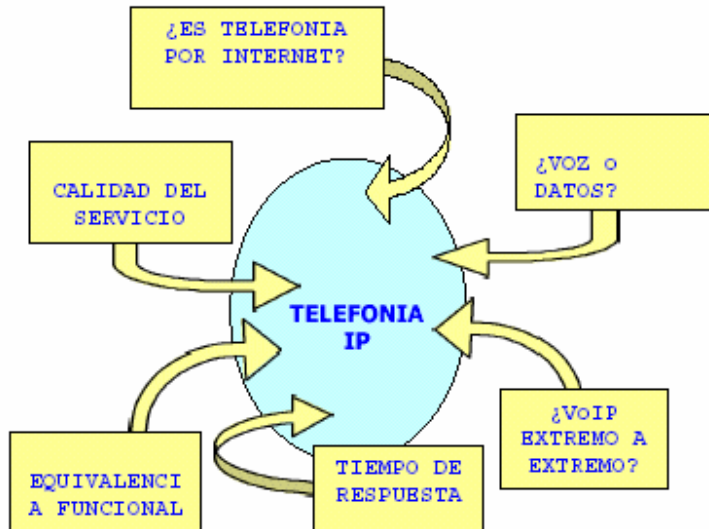 ¿ES TELEFONIA
POR INTERNET?
¿VOZ o
DATOS?
CALIDAD DEL
SERVICIO
TELEFONIA
IP
¿VoIP
EXTREMO A
EXTREMO?
EQUIVALENCI
A FUNCIONAL
TIEMPO DE
RESPUESTA